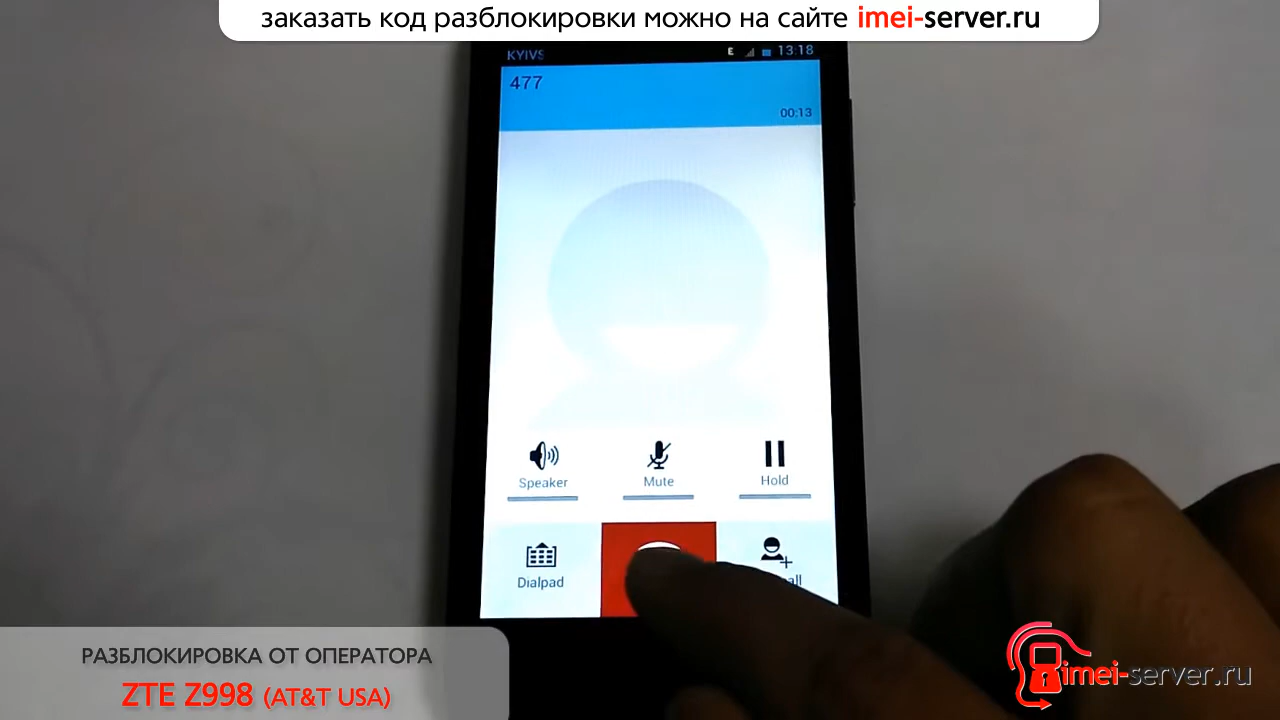 заказать код разблокировки можно на сайте imei-server.ru
KYIVS
E 13:18
477
00:13
Speaker Mute Hold
Dialpad
РАЗБЛОКИРОВКА ОТ ОПЕРАТОРА
ZTE Z998 (AT&T USA)
imei-server.ru